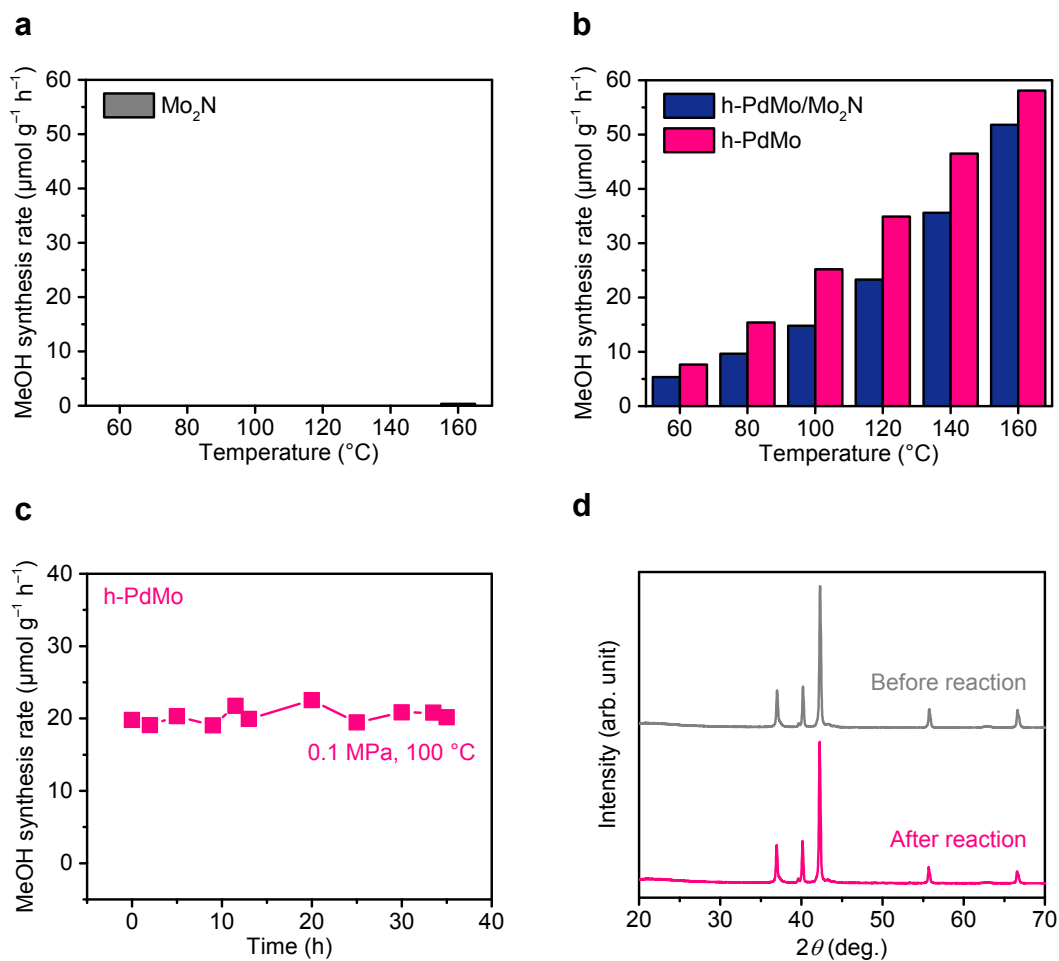 a
60
50
40
30
20
10
0
MeOH synthesis rate (μmol g⁻¹ h⁻¹)
Mo₂N
60 80 100 120 140 160
Temperature (°C)
b
60
50
40
30
20
10
0
MeOH synthesis rate (μmol g⁻¹ h⁻¹)
h-PdMo/Mo₂N
h-PdMo
60 80 100 120 140 160
Temperature (°C)
c
40
30
20
10
0
MeOH synthesis rate (μmol g⁻¹ h⁻¹)
h-PdMo
0.1 MPa, 100 °C
0 10 20 30 40
Time (h)
d
Intensity (arb. unit)
Before reaction
After reaction
20 30 40 50 60 70
2θ (deg.)